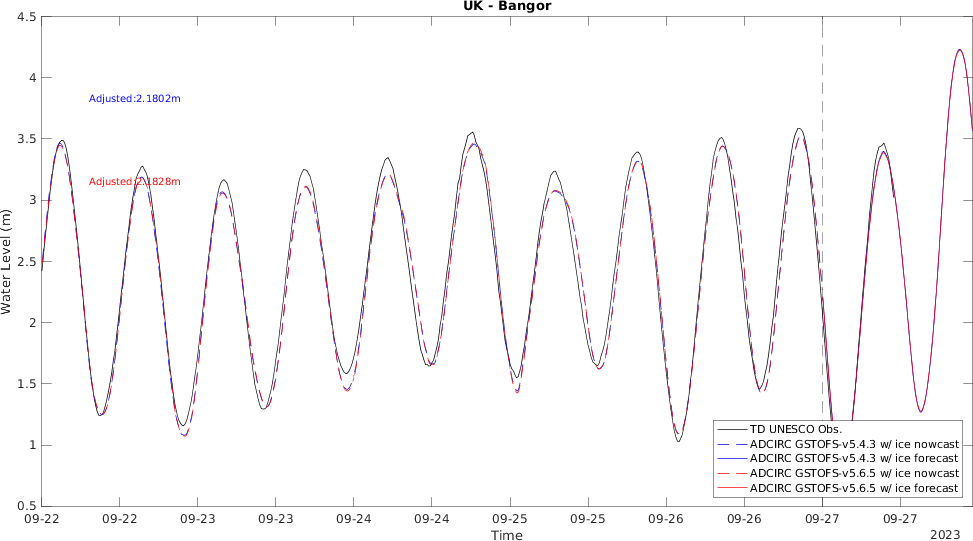 UK - Bangor
4.5
4
3.5
3
2.5
2
1.5
1
0.5
Water Level (m)
Adjusted:2.1802m
Adjusted:2.1828m
TD UNESCO Obs.
ADCIRC GSTOFS-v5.4.3 w/ ice nowcast
ADCIRC GSTOFS-v5.4.3 w/ ice forecast
ADCIRC GSTOFS-v5.6.5 w/ ice nowcast
ADCIRC GSTOFS-v5.6.5 w/ ice forecast
09-22 09-22 09-23 09-23 09-24 09-24 09-25 09-25 09-26 09-26 09-27 09-27
Time
2023